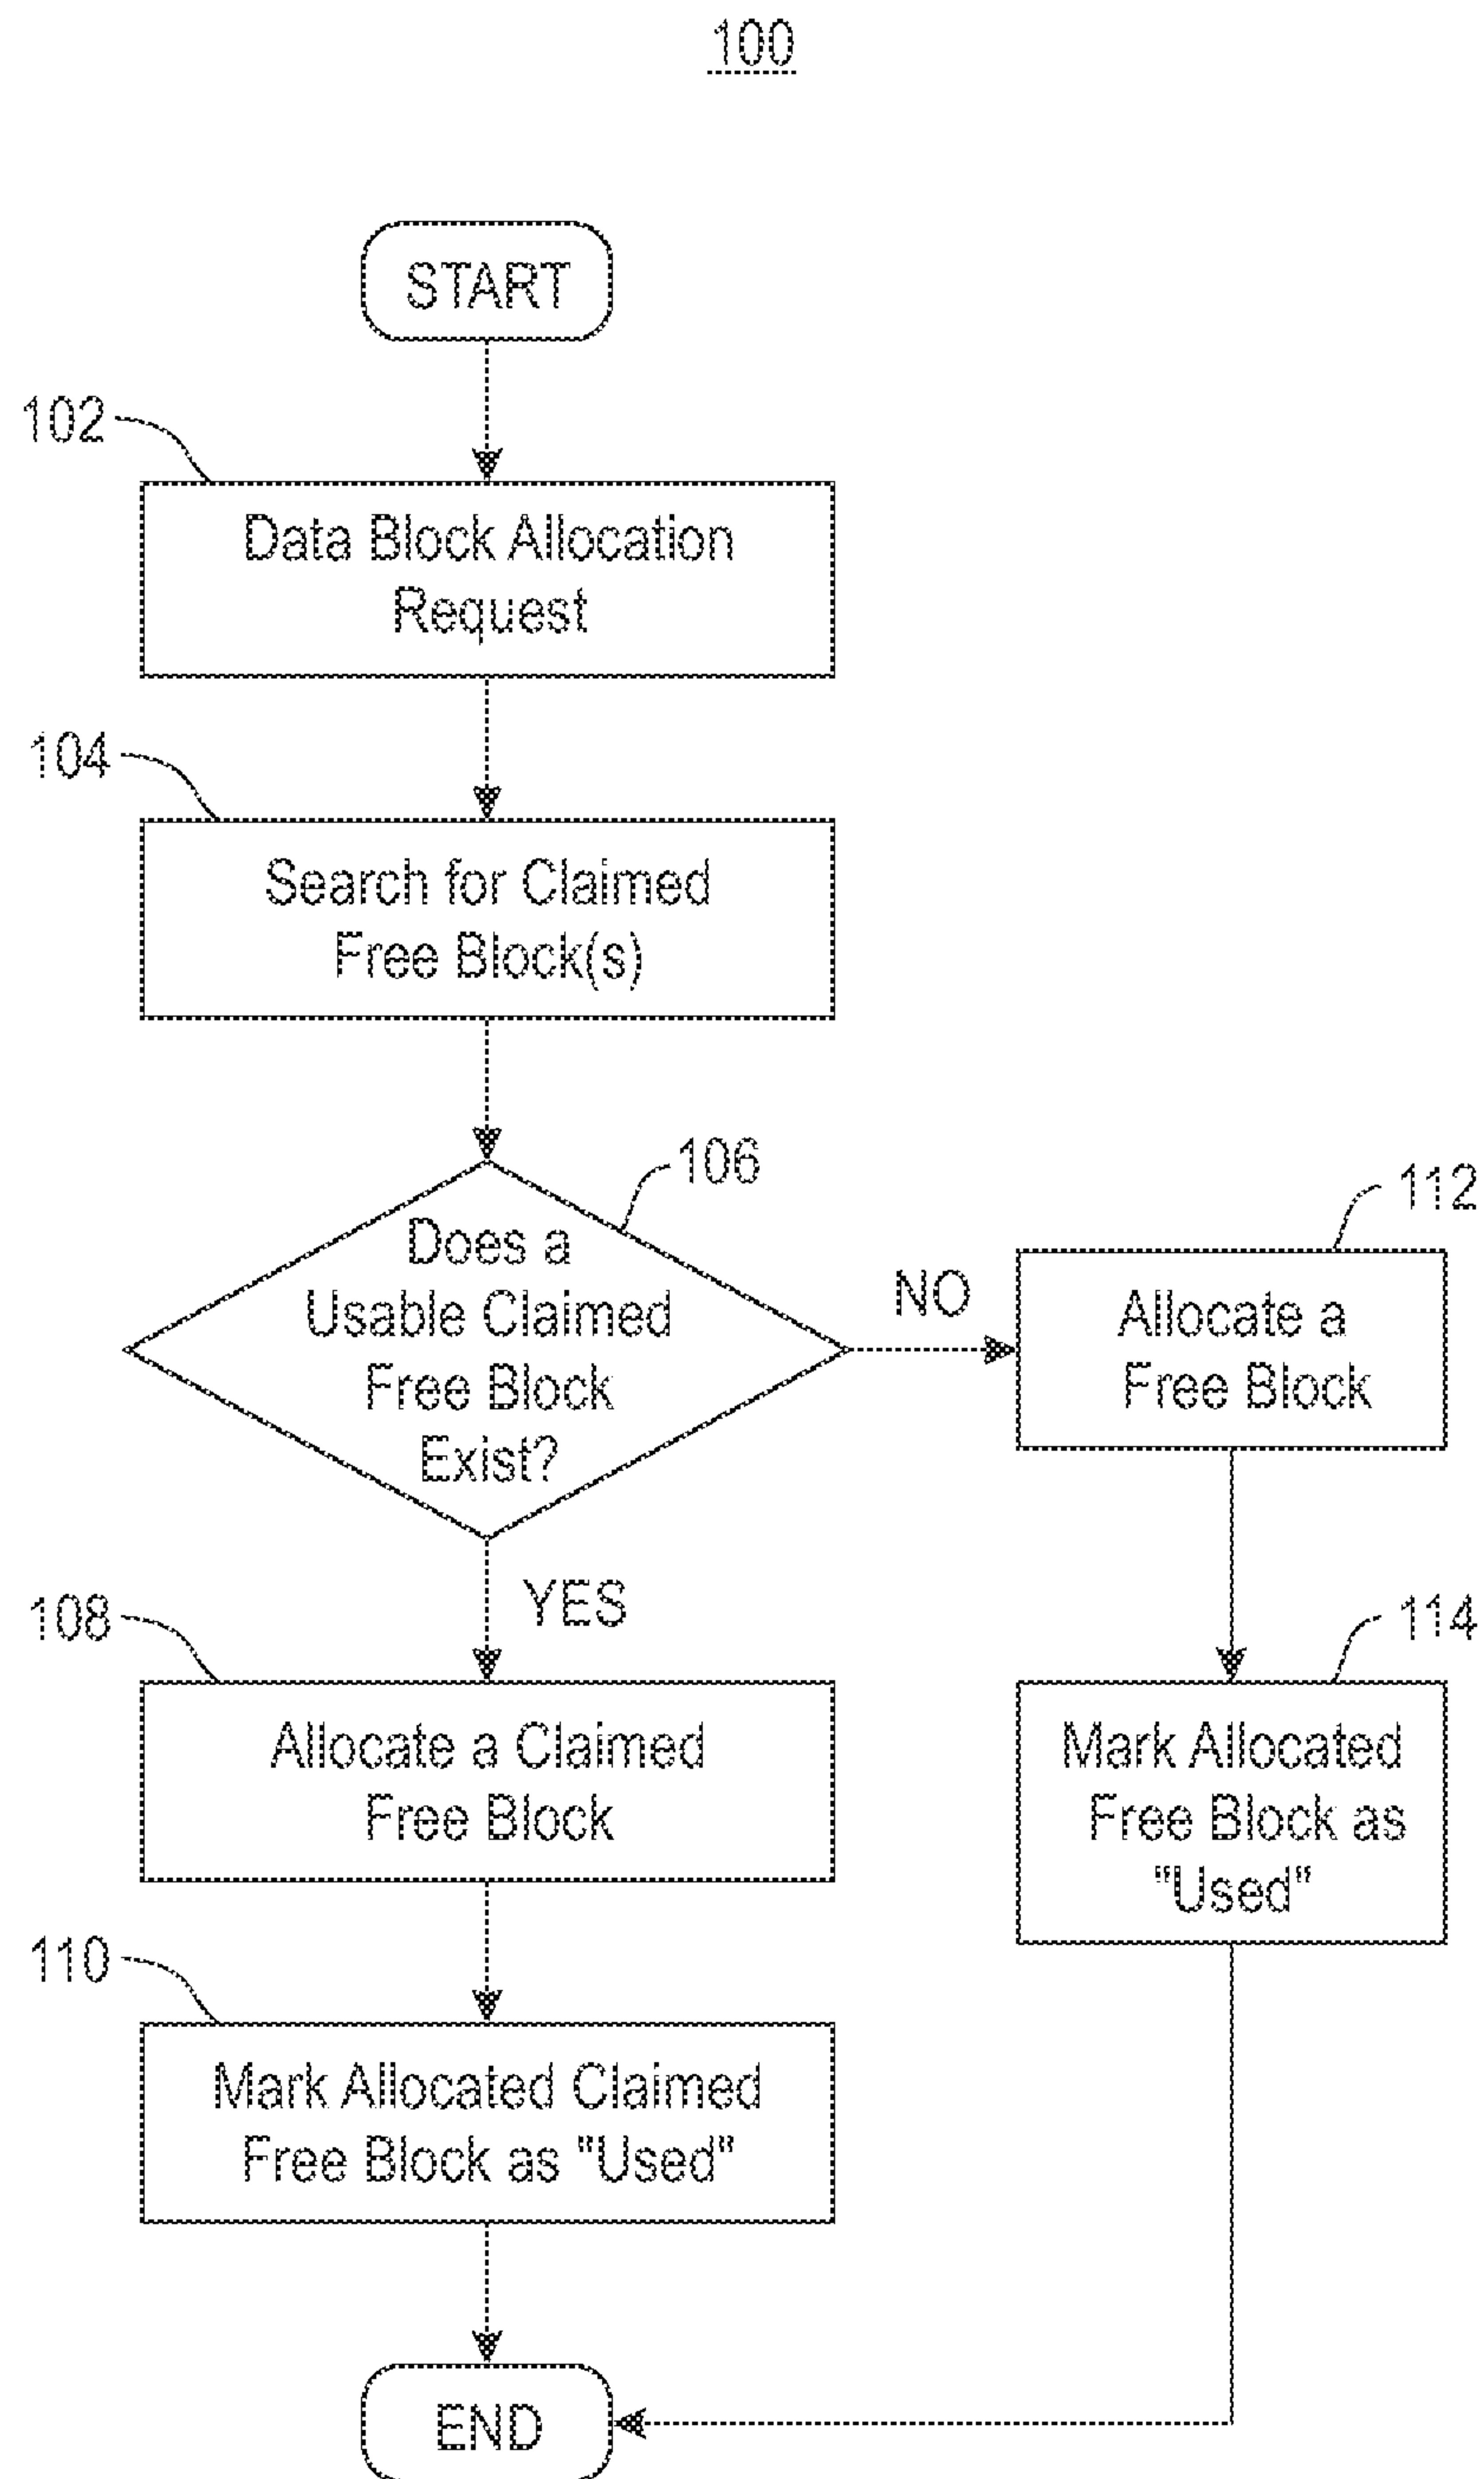 100
START
102
Data Block Allocation
Request
104
Search for Claimed
Free Block(s)
106
Does a
Usable Claimed
Free Block
Exist?
NO
112
Allocate a
Free Block
YES
108
Allocate a Claimed
Free Block
114
Mark Allocated
Free Block as
"Used"
110
Mark Allocated Claimed
Free Block as "Used"
END